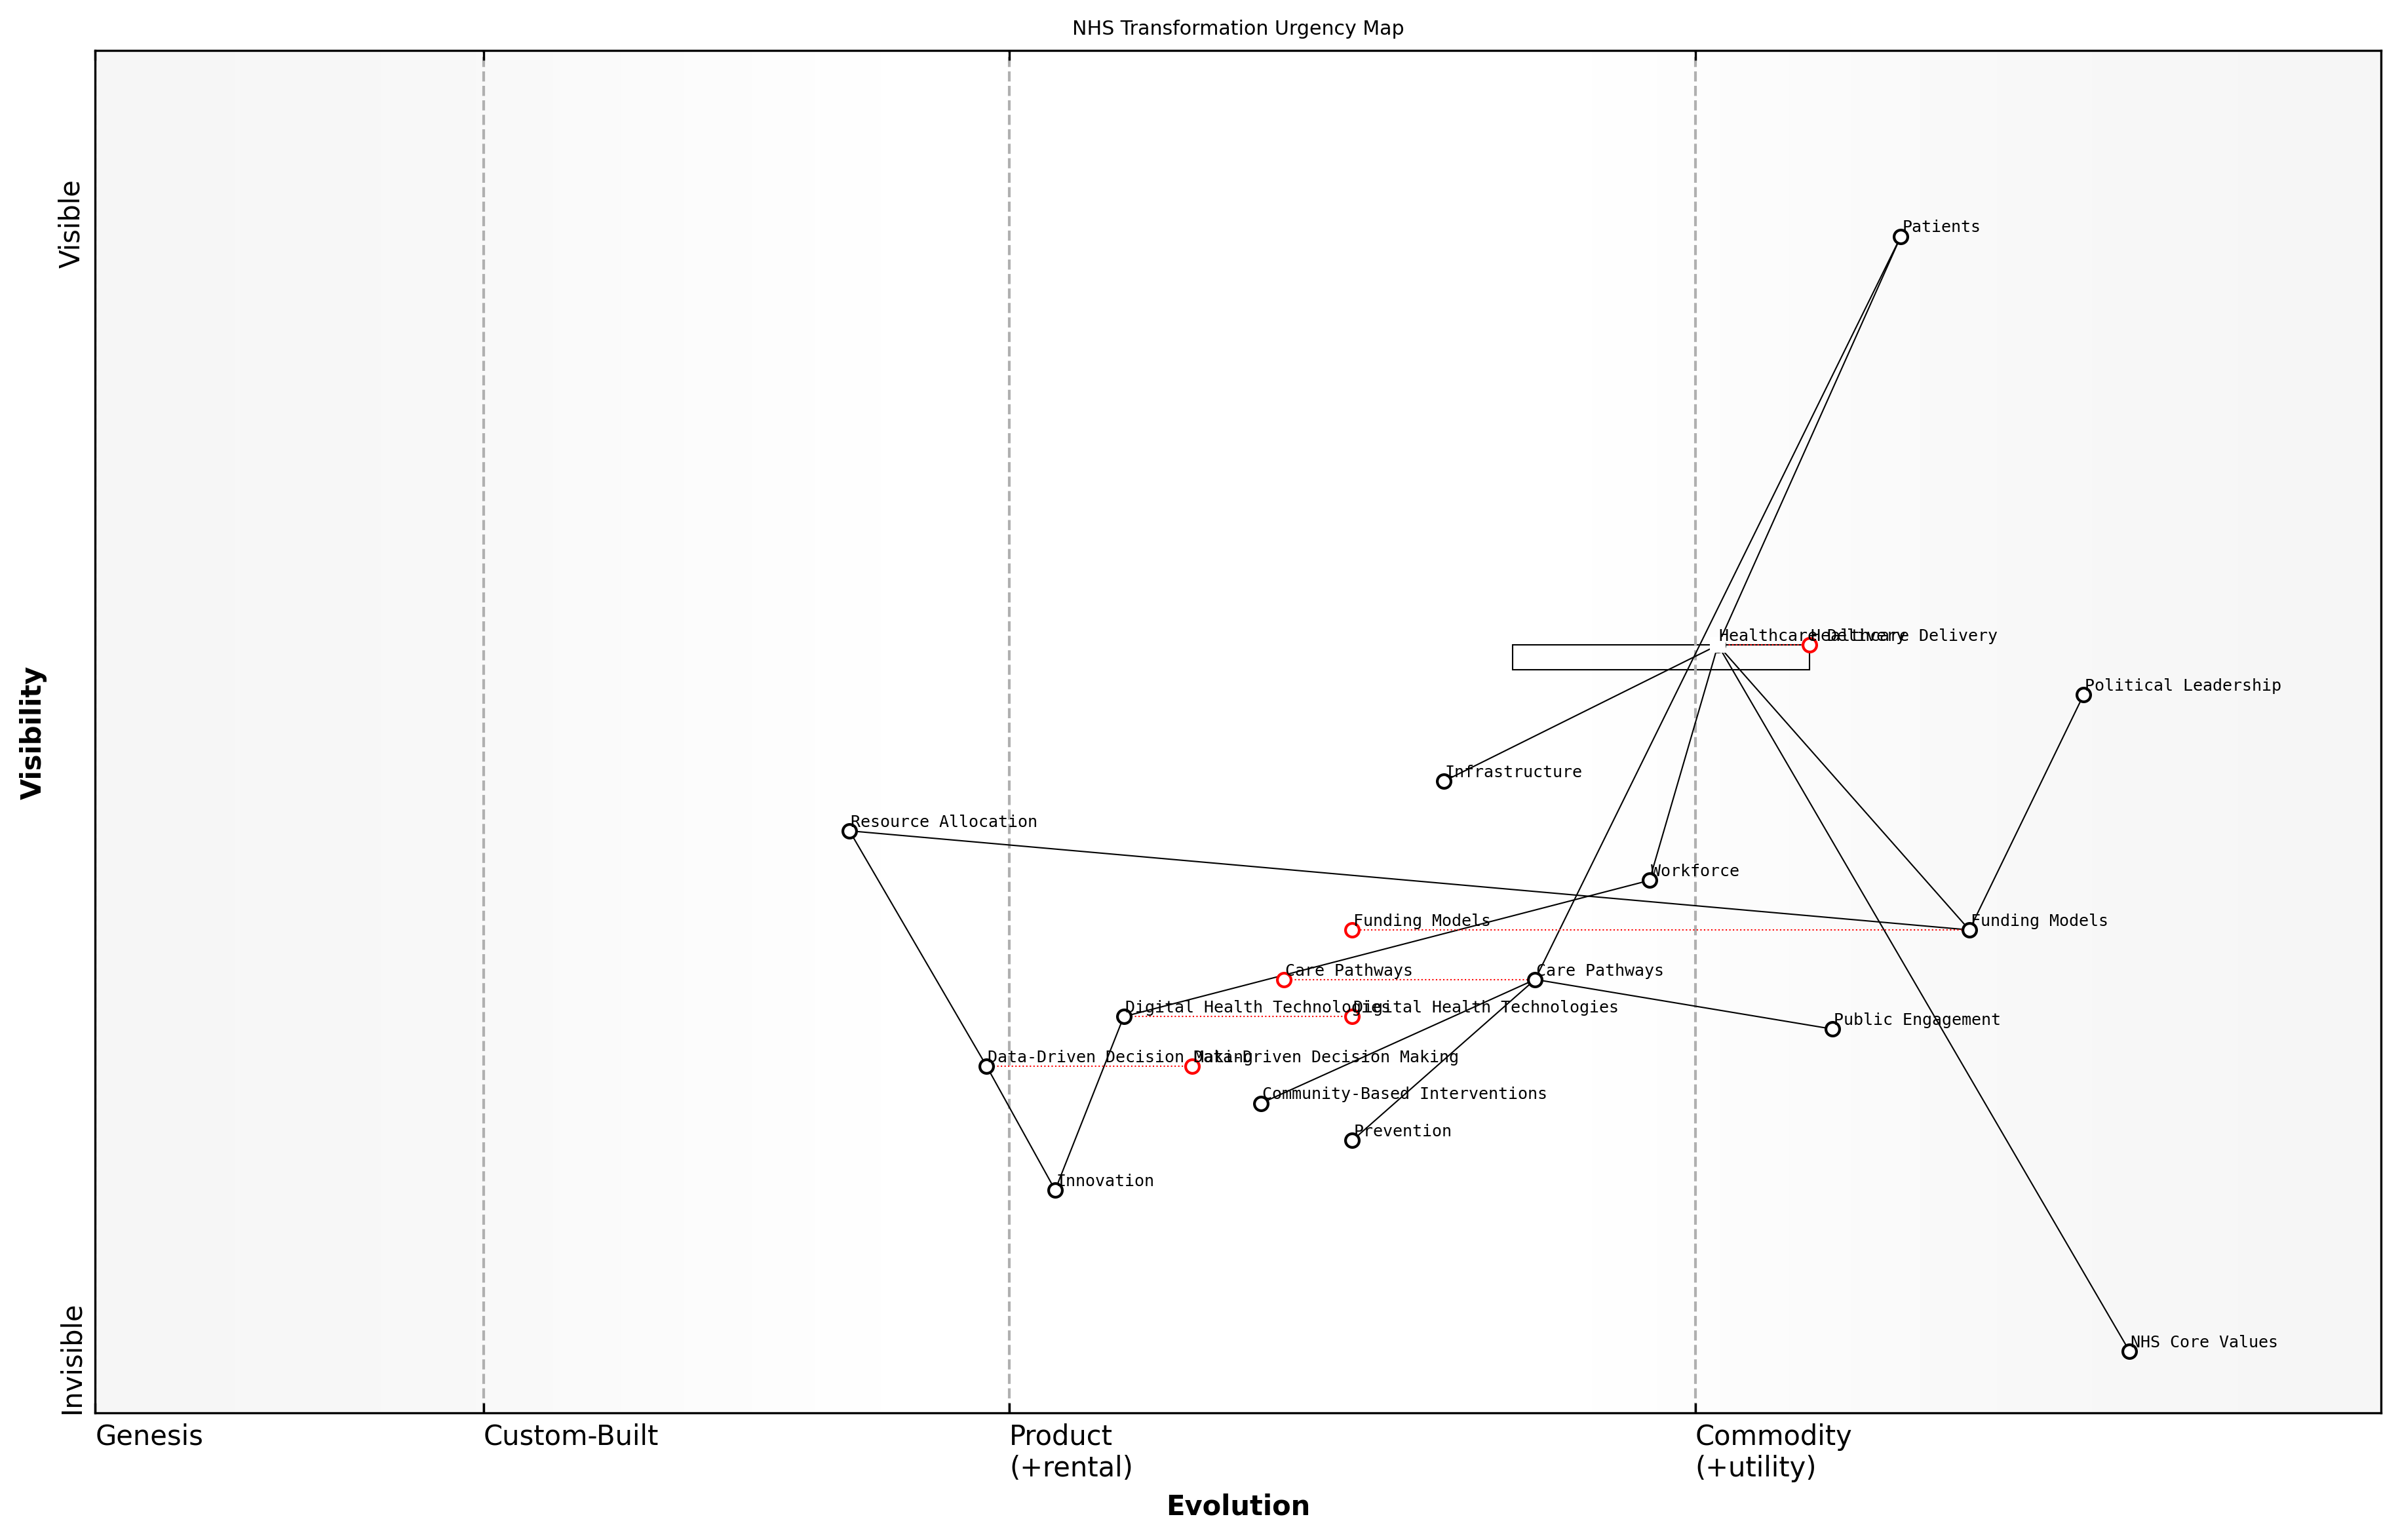 NHS Transformation Urgency Map
Visible
Patients
Healthcare Delivery
Healthcare Delivery
Political Leadership
Visibility
Infrastructure
Resource Allocation
Workforce
Funding Models
Funding Models
Care Pathways
Care Pathways
Digital Health Technologies
Digital Health Technologies
Public Engagement
Data-Driven Decision Making
Data-Driven Decision Making
Community-Based Interventions
Prevention
Innovation
NHS Core Values
Invisible
Genesis
Custom-Built
Product
(+rental)
Commodity
(+utility)
Evolution